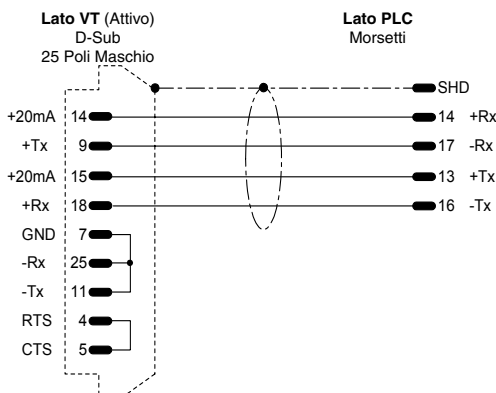 Lato VT (Attivo)
D-Sub
25 Poli Maschio
Lato PLC
Morsetti
SHD
+20mA 14 14 +Rx
+Tx 9 17 -Rx
+20mA 15 13 +Tx
+Rx 18 16 -Tx
GND 7
-Rx 25
-Tx 11
RTS 4
CTS 5